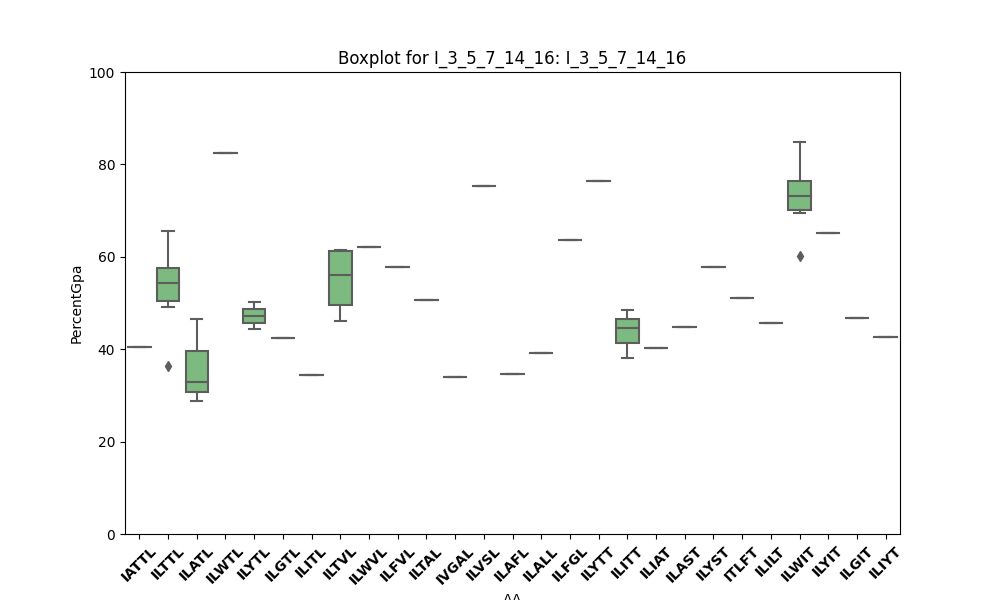 Boxplot for I_3_5_7_14_16: I_3_5_7_14_16
100
80
60
40
20
0
PercentGpa
IATTL ILTTL ILATL ILWTL ILYTL ILGTL ILITL ILTVL ILWVL ILFVL ILTAL IVGAL ILVSL ILAFL ILALL ILFGL ILYTT ILITT ILIAT ILAST ILYST ITLFT ILILT ILWIT ILYIT ILGIT ILIYT
AA